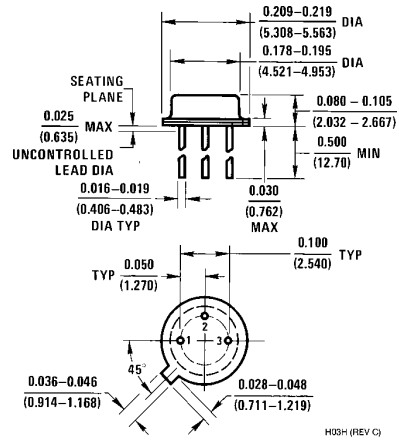 0.209–0.219 DIA
(5.308–5.563)
0.178–0.195 DIA
(4.521–4.953)
SEATING
PLANE
0.025 MAX
(0.635)
0.080 – 0.105
(2.032 – 2.667)
UNCONTROLLED
LEAD DIA
0.500 MIN
(12.70)
0.016–0.019
(0.406–0.483)
DIA TYP
0.030
(0.762)
MAX
0.100 TYP
(2.540)
TYP 0.050
(1.270)
2
1 3
45°
0.036–0.046
(0.914–1.168)
0.028–0.048
(0.711–1.219)
H03H (REV C)